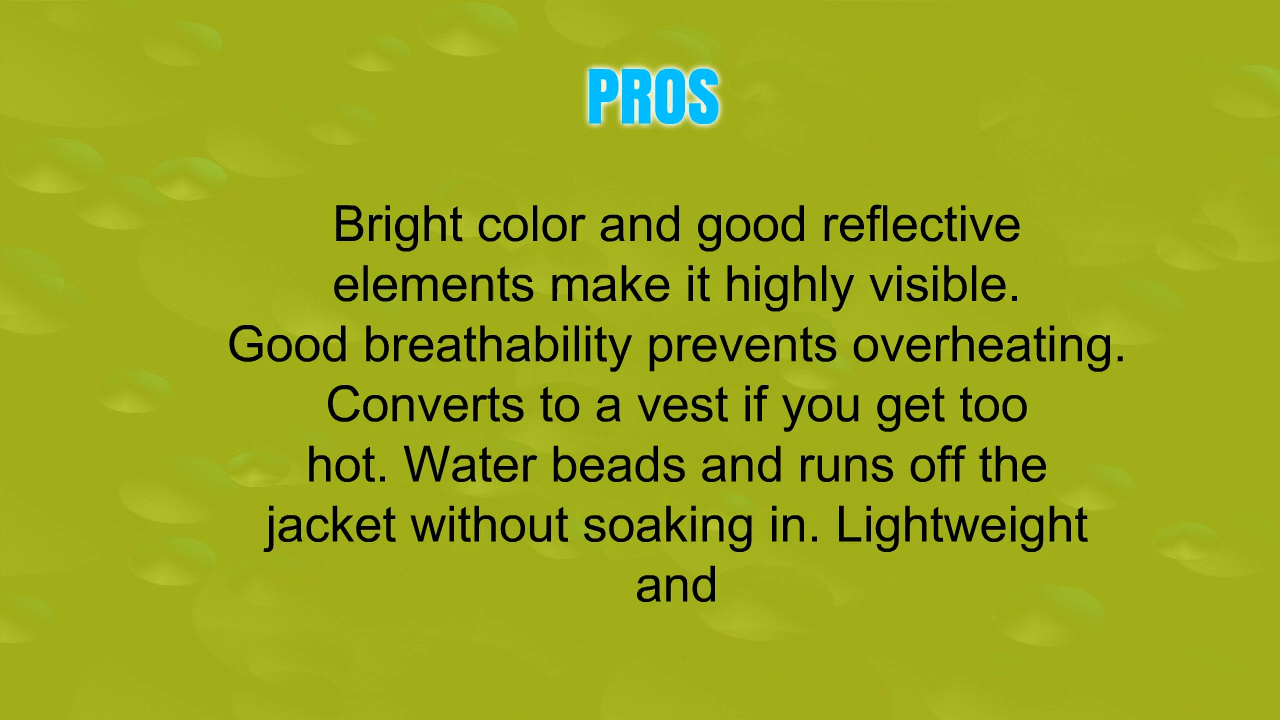 PROS
Bright color and good reflective
elements make it highly visible.
Good breathability prevents overheating.
Converts to a vest if you get too
hot. Water beads and runs off the
jacket without soaking in. Lightweight
and